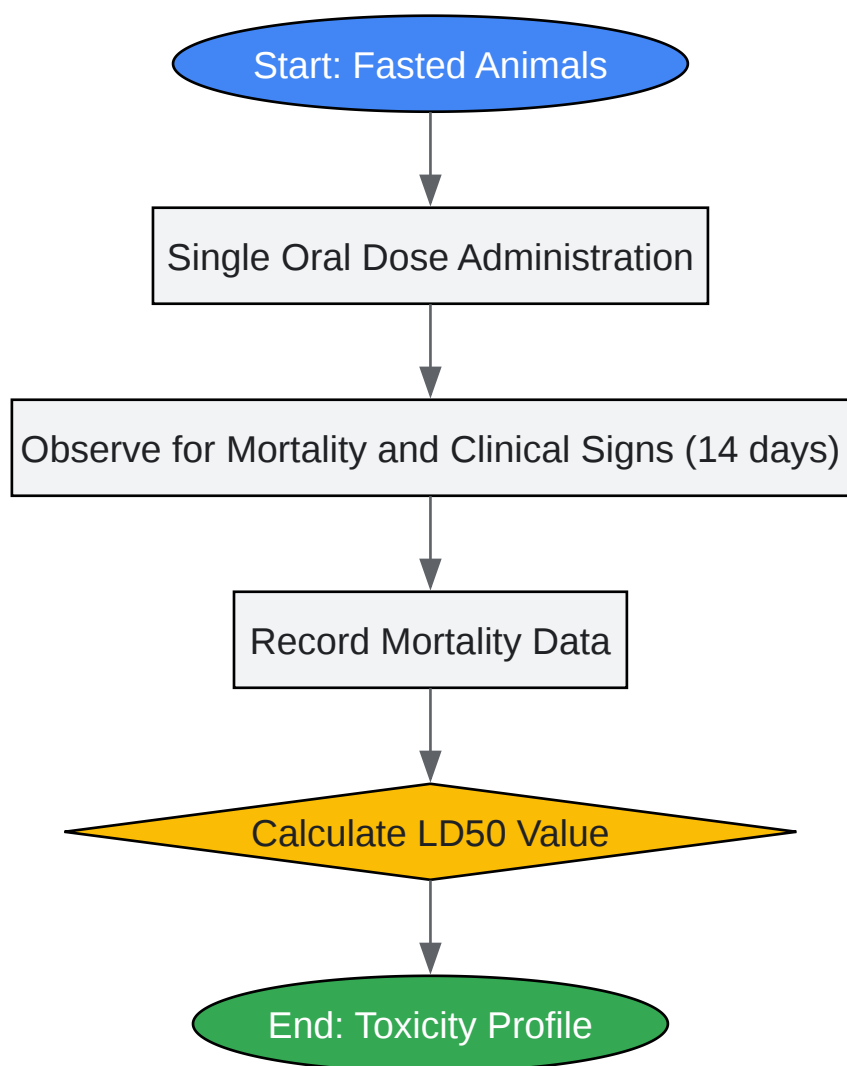 Start: Fasted Animals
Single Oral Dose Administration
Observe for Mortality and Clinical Signs (14 days)
Record Mortality Data
Calculate LD50 Value
End: Toxicity Profile